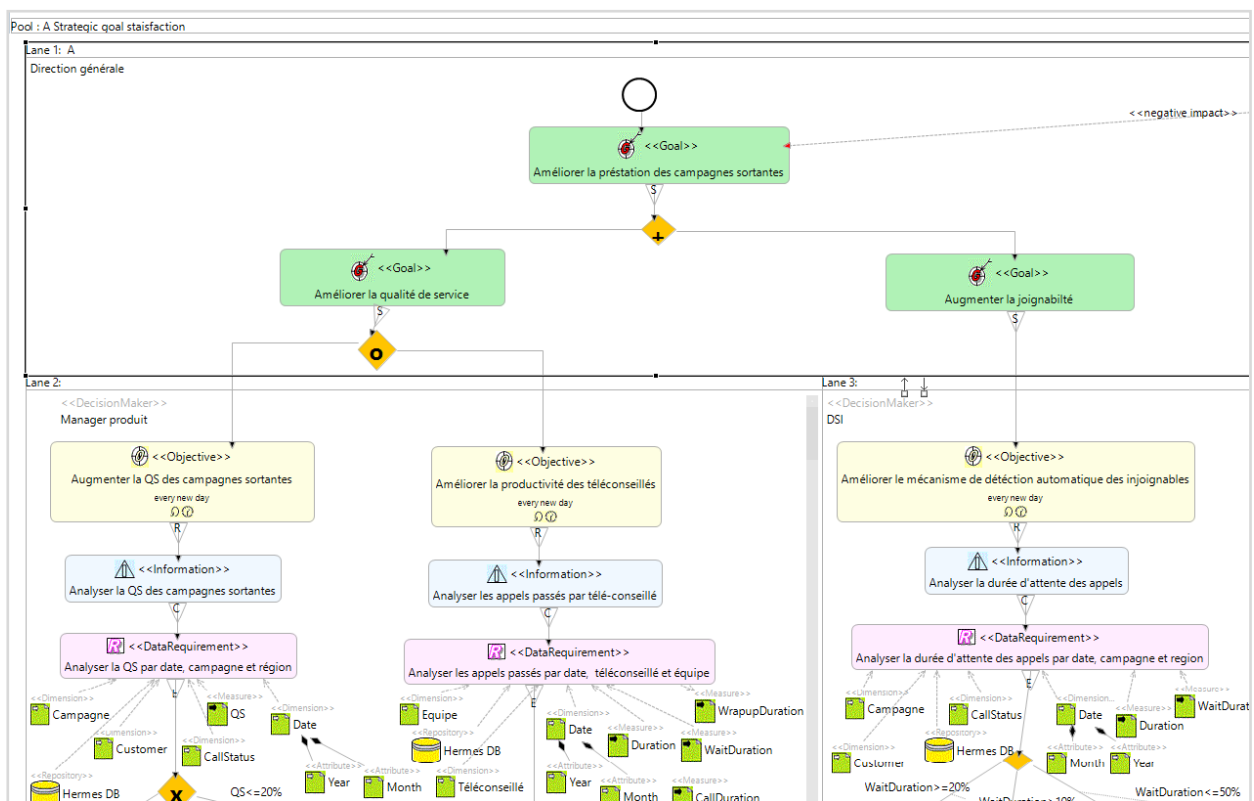 Pool : A Strategic goal staisfaction
Lane 1: A
Direction générale
<<negative impact>>
<<Goal>>
Améliorer la préstation des campagnes sortantes
S
<<Goal>>
Améliorer la qualité de service
S
<<Goal>>
Augmenter la joignabilté
S
Lane 2:
<<DecisionMaker>>
Manager produit
Lane 3:
<<DecisionMaker>>
DSI
<<Objective>>
Augmenter la QS des campagnes sortantes
every new day
R
<<Objective>>
Améliorer la productivité des téléconseillés
every new day
R
<<Objective>>
Améliorer le mécanisme de détéction automatique des injoignables
every new day
R
<<Information>>
Analyser la QS des campagnes sortantes
C
<<Information>>
Analyser les appels passés par télé-conseillé
C
<<Information>>
Analyser la durée d'attente des appels
C
<<DataRequirement>>
Analyser la QS par date, campagne et région
E
<<DataRequirement>>
Analyser les appels passés par date, téléconseillé et équipe
E
<<DataRequirement>>
Analyser la durée d'attente des appels par date, campagne et region
E
<<Dimension>>
Campagne
<<Dimension>>
Customer
<<Measure>>
QS
<<Dimension>>
CallStatus
<<Dimension>>
Date
<<Attribute>>
Year
<<Attribute>>
Month
<<Repository>>
Hermes DB
X
QS<=20%
<<Dimension>>
Equipe
Hermes DB
<<Dimension>>
Téléconseillé
<<Dimension>>
Date
<<Attribute>>
Year
<<Attribute>>
Month
<<Measure>>
Duration
<<Measure>>
WrapupDuration
WaitDuration
<<Measure>>
CallDuration
<<Dimension>>
Campagne
<<Dimension>>
Customer
<<Dimension>>
CallStatus
Hermes DB
<<Dimension...
Date
<<Attribute>>
Month
<<Attribute>>
Year
<<Measure>>
Duration
<<Measure>>
WaitDurat
WaitDuration>=20%
WaitDuration<=50%